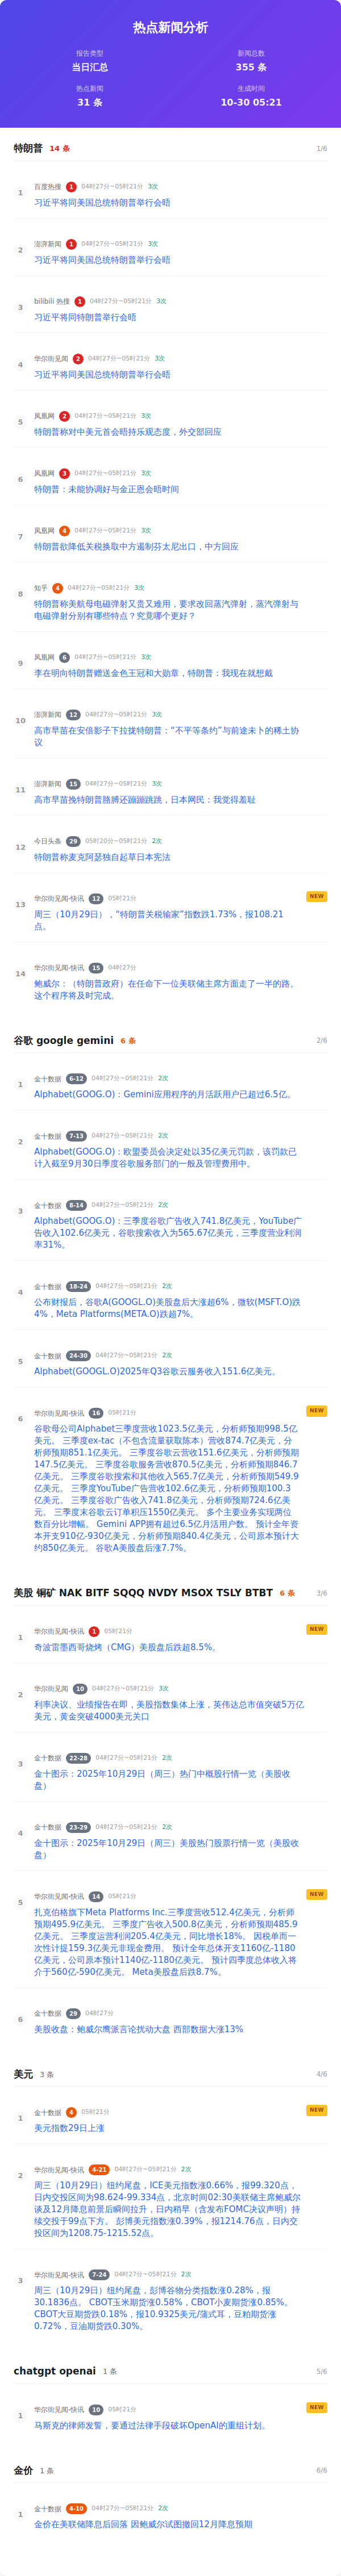 热点新闻分析
报告类型
当日汇总
新闻总数
355 条
热点新闻
31 条
生成时间
10-30 05:21
特朗普 14 条 1/6
1 百度热搜 1 04时27分~05时21分 3次
习近平将同美国总统特朗普举行会晤
2 澎湃新闻 1 04时27分~05时21分 3次
习近平将同美国总统特朗普举行会晤
3 bilibili 热搜 1 04时27分~05时21分 3次
习近平将同特朗普举行会晤
4 华尔街见闻 2 04时27分~05时21分 3次
习近平将同美国总统特朗普举行会晤
5 凤凰网 2 04时27分~05时21分 3次
特朗普称对中美元首会晤持乐观态度，外交部回应
6 凤凰网 3 04时27分~05时21分 3次
特朗普：未能协调好与金正恩会晤时间
7 凤凰网 4 04时27分~05时21分 3次
特朗普欲降低关税换取中方遏制芬太尼出口，中方回应
8 知乎 4 04时27分~05时21分 3次
特朗普称美航母电磁弹射又贵又难用，要求改回蒸汽弹射，蒸汽弹射与
电磁弹射分别有哪些特点？究竟哪个更好？
9 凤凰网 6 04时27分~05时21分 3次
李在明向特朗普赠送金色王冠和大勋章，特朗普：我现在就想戴
10 澎湃新闻 12 04时27分~05时21分 3次
高市早苗在安倍影子下拉拢特朗普：“不平等条约”与前途未卜的稀土协
议
11 澎湃新闻 15 04时27分~05时21分 3次
高市早苗挽特朗普胳膊还蹦蹦跳跳，日本网民：我觉得羞耻
12 今日头条 29 05时20分~05时21分 2次
特朗普称麦克阿瑟独自起草日本宪法
13 华尔街见闻-快讯 12 05时21分 NEW
周三（10月29日），“特朗普关税输家”指数跌1.73%，报108.21
点。
14 华尔街见闻-快讯 15 04时27分
鲍威尔：（特朗普政府）在任命下一位美联储主席方面走了一半的路。
这个程序将及时完成。
谷歌 google gemini 6 条 2/6
1 金十数据 6-12 04时27分~05时21分 2次
Alphabet(GOOG.O)：Gemini应用程序的月活跃用户已超过6.5亿。
2 金十数据 7-13 04时27分~05时21分 2次
Alphabet(GOOG.O)：欧盟委员会决定处以35亿美元罚款，该罚款已
计入截至9月30日季度谷歌服务部门的一般及管理费用中。
3 金十数据 8-14 04时27分~05时21分 2次
Alphabet(GOOG.O)：三季度谷歌广告收入741.8亿美元，YouTube广
告收入102.6亿美元，谷歌搜索收入为565.67亿美元，三季度营业利润
率31%。
4 金十数据 18-24 04时27分~05时21分 2次
公布财报后，谷歌A(GOOGL.O)美股盘后大涨超6%，微软(MSFT.O)跌
4%，Meta Platforms(META.O)跌超7%。
5 金十数据 24-30 04时27分~05时21分 2次
Alphabet(GOOGL.O)2025年Q3谷歌云服务收入151.6亿美元。
6 华尔街见闻-快讯 16 05时21分 NEW
谷歌母公司Alphabet三季度营收1023.5亿美元，分析师预期998.5亿
美元。 三季度ex-tac（不包含流量获取陈本）营收874.7亿美元，分
析师预期851.1亿美元。 三季度谷歌云营收151.6亿美元，分析师预期
147.5亿美元。 三季度谷歌服务营收870.5亿美元，分析师预期846.7
亿美元。 三季度谷歌搜索和其他收入565.7亿美元，分析师预期549.9
亿美元。 三季度YouTube广告营收102.6亿美元，分析师预期100.3
亿美元。 三季度谷歌广告收入741.8亿美元，分析师预期724.6亿美
元。 三季度末谷歌云订单积压1550亿美元。 多个主要业务实现两位
数百分比增幅。 Gemini APP拥有超过6.5亿月活用户数。 预计全年资
本开支910亿-930亿美元，分析师预期840.4亿美元，公司原本预计大
约850亿美元。 谷歌A美股盘后涨7.7%。
美股 铜矿 NAK BITF SQQQ NVDY MSOX TSLY BTBT 6 条 3/6
1 华尔街见闻-快讯 1 05时21分 NEW
奇波雷墨西哥烧烤（CMG）美股盘后跌超8.5%。
2 华尔街见闻 10 04时27分~05时21分 3次
利率决议、业绩报告在即，美股指数集体上涨，英伟达总市值突破5万亿
美元，黄金突破4000美元关口
3 金十数据 22-28 04时27分~05时21分 2次
金十图示：2025年10月29日（周三）热门中概股行情一览（美股收
盘）
4 金十数据 23-29 04时27分~05时21分 2次
金十图示：2025年10月29日（周三）美股热门股票行情一览（美股收
盘）
5 华尔街见闻-快讯 14 05时21分 NEW
扎克伯格旗下Meta Platforms Inc.三季度营收512.4亿美元，分析师
预期495.9亿美元。 三季度广告收入500.8亿美元，分析师预期485.9
亿美元。 三季度运营利润205.4亿美元，同比增长18%。 因税单而一
次性计提159.3亿美元非现金费用。 预计全年总体开支1160亿-1180
亿美元，公司原本预计1140亿-1180亿美元。 预计四季度总体收入将
介于560亿-590亿美元。 Meta美股盘后跌8.7%。
6 金十数据 29 04时27分
美股收盘：鲍威尔鹰派言论扰动大盘 西部数据大涨13%
美元 3 条 4/6
1 金十数据 4 05时21分 NEW
美元指数29日上涨
2 华尔街见闻-快讯 4-21 04时27分~05时21分 2次
周三（10月29日）纽约尾盘，ICE美元指数涨0.66%，报99.320点，
日内交投区间为98.624-99.334点，北京时间02:30美联储主席鲍威尔
谈及12月降息前景后瞬间拉升，日内稍早（含发布FOMC决议声明）持
续交投于99点下方。 彭博美元指数涨0.39%，报1214.76点，日内交
投区间为1208.75-1215.52点。
3 华尔街见闻-快讯 7-24 04时27分~05时21分 2次
周三（10月29日）纽约尾盘，彭博谷物分类指数涨0.28%，报
30.1836点。 CBOT玉米期货涨0.58%，CBOT小麦期货涨0.85%。
CBOT大豆期货跌0.18%，报10.9325美元/蒲式耳，豆粕期货涨
0.72%，豆油期货跌0.30%。
chatgpt openai 1 条 5/6
1 华尔街见闻-快讯 10 05时21分 NEW
马斯克的律师发誓，要通过法律手段破坏OpenAI的重组计划。
金价 1 条 6/6
1 金十数据 4-10 04时27分~05时21分 2次
金价在美联储降息后回落 因鲍威尔试图撤回12月降息预期